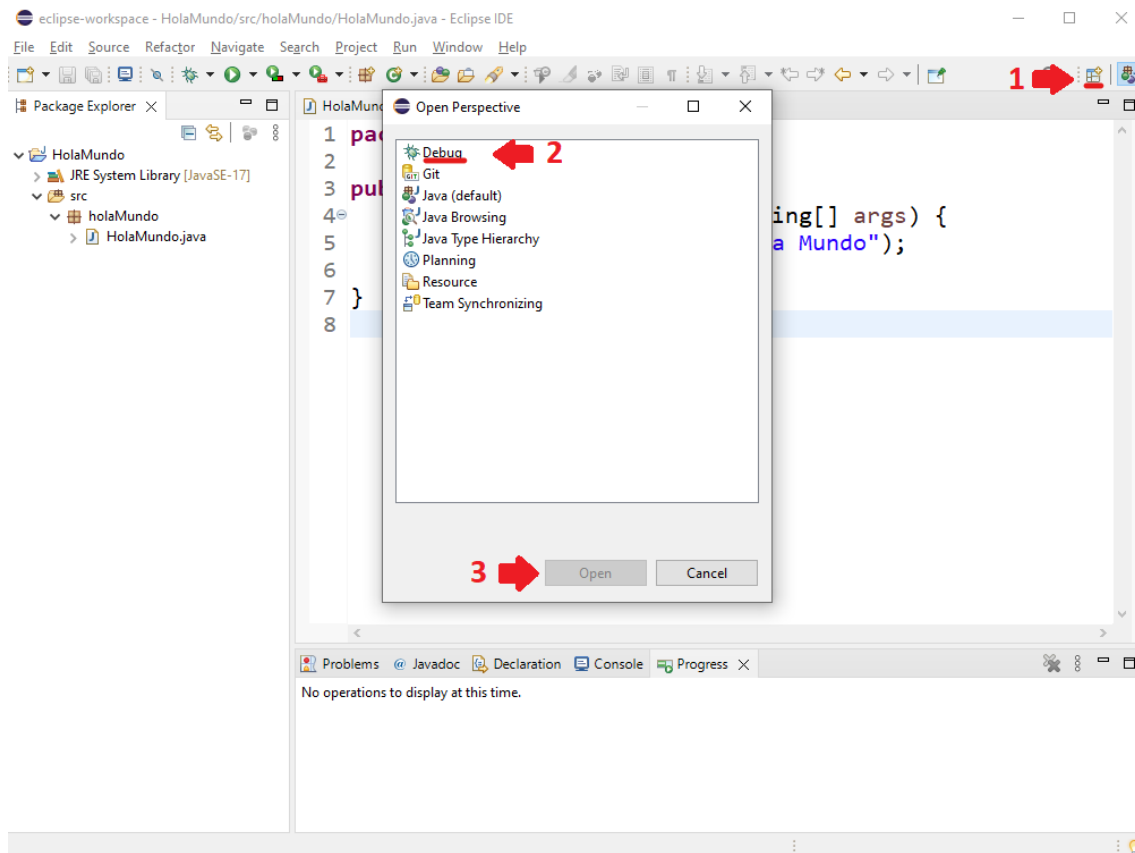 eclipse-workspace - HolaMundo/src/holaMundo/HolaMundo.java - Eclipse IDE
File Edit Source Refactor Navigate Search Project Run Window Help
1
Package Explorer
HolaMund
Open Perspective
HolaMundo
JRE System Library [JavaSE-17]
src
holaMundo
HolaMundo.java
1 pac
2
3 pub
4 ing[] args) {
5 a Mundo");
6
7 }
8
Debug 2
Git
GIT
Java (default)
Java Browsing
Java Type Hierarchy
Planning
Resource
Team Synchronizing
3 Open Cancel
Problems @ Javadoc Declaration Console Progress
No operations to display at this time.